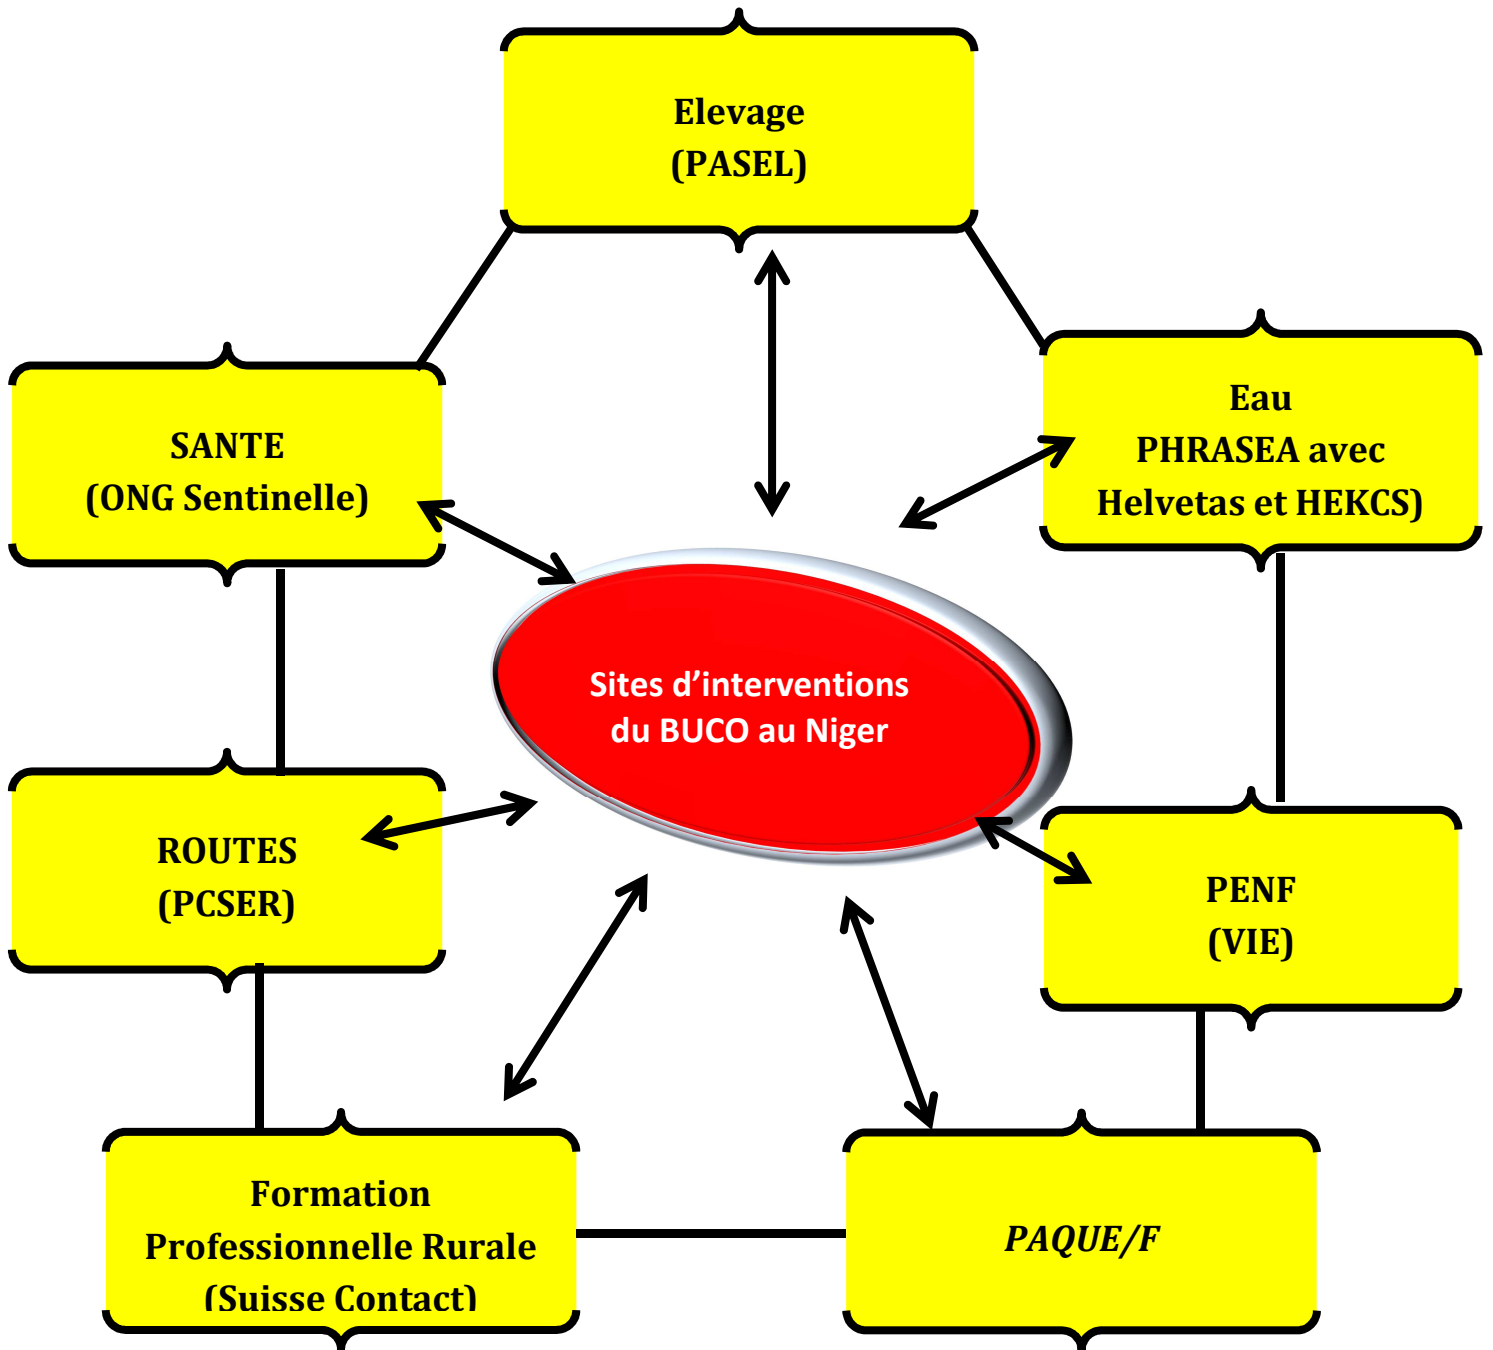 Elevage
(PASEL)
SANTE
(ONG Sentinelle)
Eau
PHRASEA avec
Helvetas et HEKCS)
Sites d’interventions
du BUCO au Niger
ROUTES
(PCSER)
PENF
(VIE)
Formation
Professionnelle Rurale
(Suisse Contact)
PAQUE/F